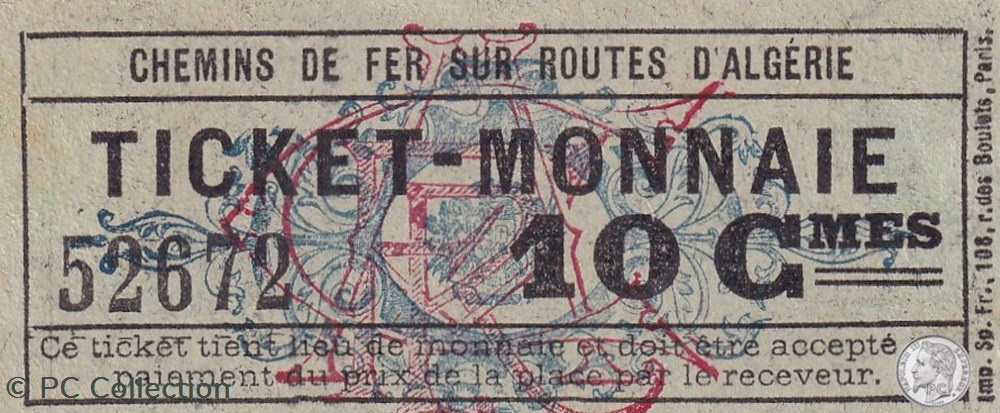 CHEMINS DE FER SUR ROUTES D'ALGÉRIE
TICKET-MONNAIE
52672
10 CMES
Ce ticket tient lieu de monnaie et doit être accepté
paiement du prix de la place par le receveur.
Imp. Sp. Fr., 108, r. des Boulets, Paris.
© PC Collection
PC